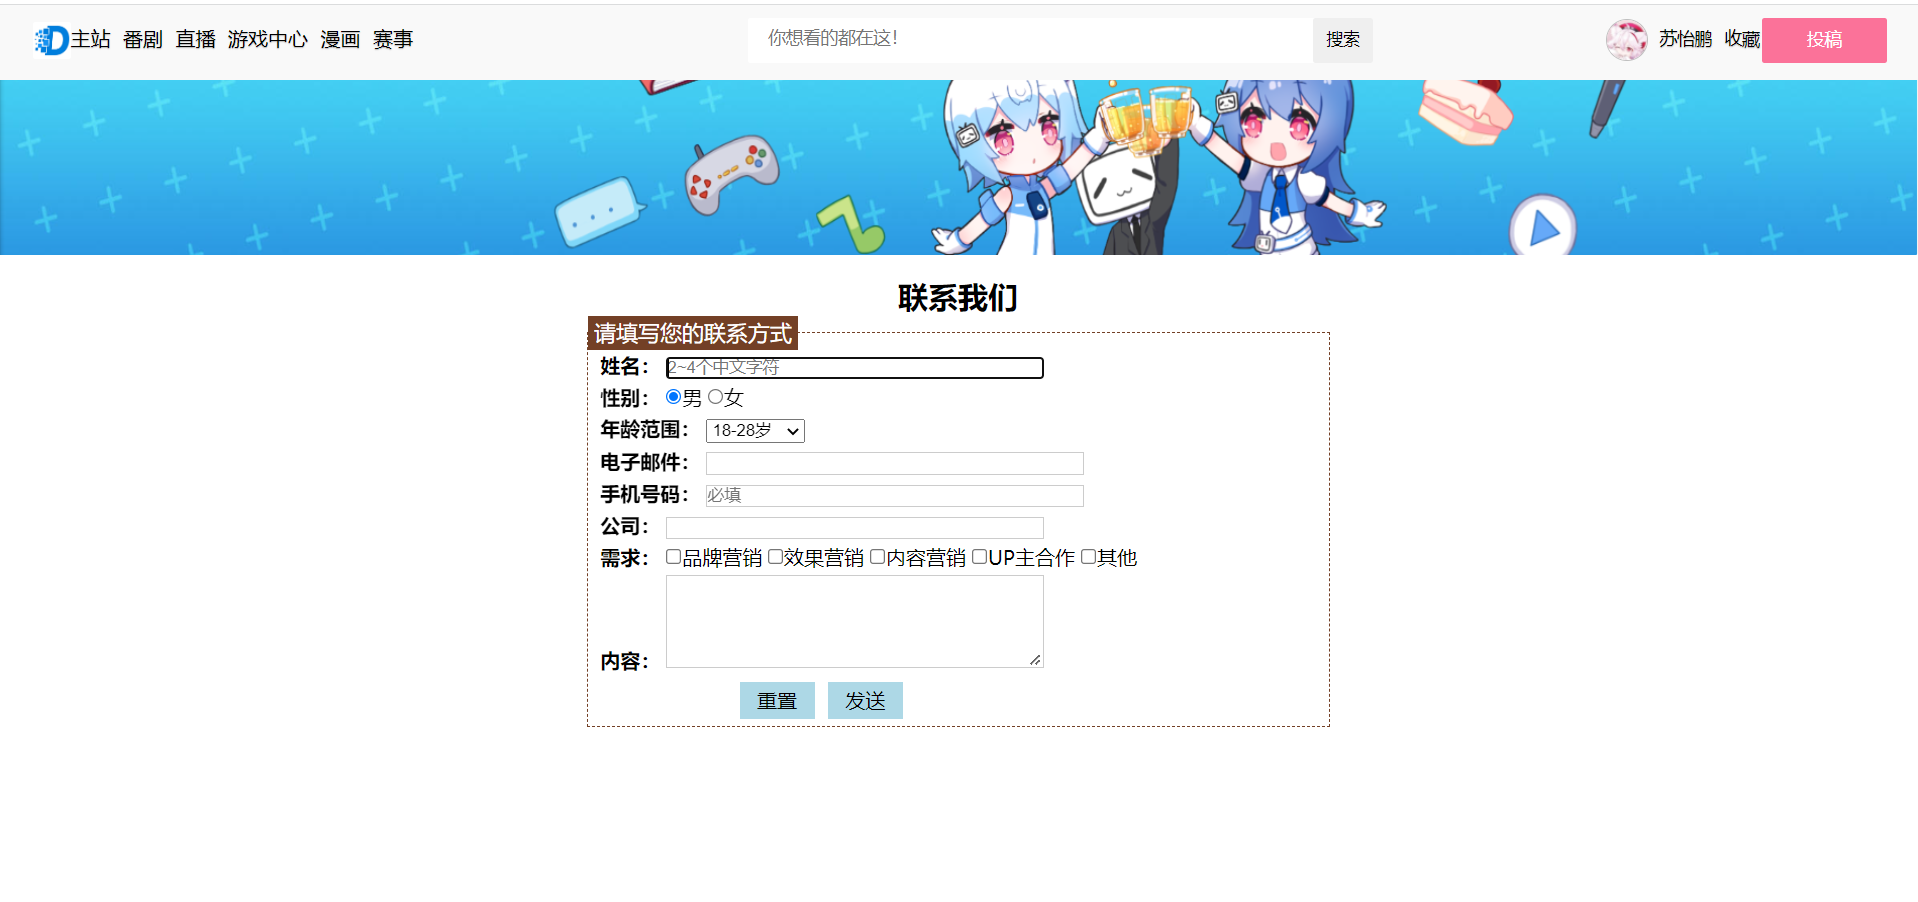 主站 番剧 直播 游戏中心 漫画 赛事 你想看的都在这! 搜索 苏怡鹏 收藏 投稿
联系我们
请填写您的联系方式
姓名： 2~4个中文字符
性别： 男 女
年龄范围： 18-28岁
电子邮件：
手机号码： 必填
公司：
需求： 品牌营销 效果营销 内容营销 UP主合作 其他
内容：
重置 发送